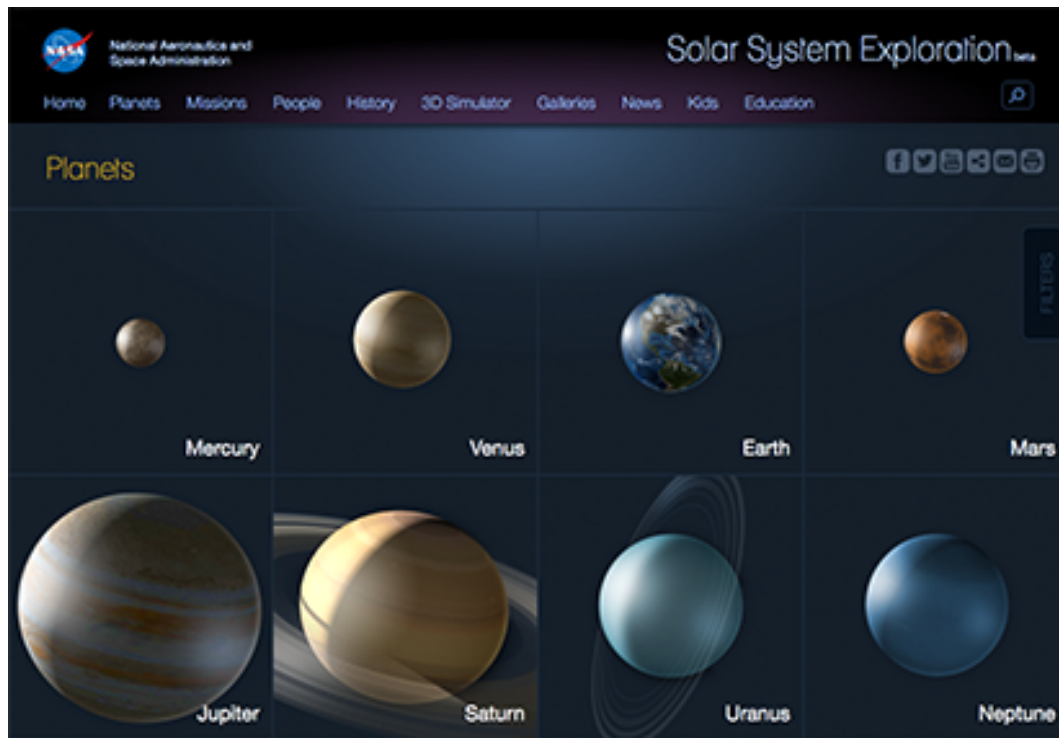 NASA
National Aeronautics and
Space Administration
Solar System Exploration beta
Home Planets Missions People History 3D Simulator Galleries News Kids Education
Planets
FILTERS
Mercury Venus Earth Mars
Jupiter Saturn Uranus Neptune